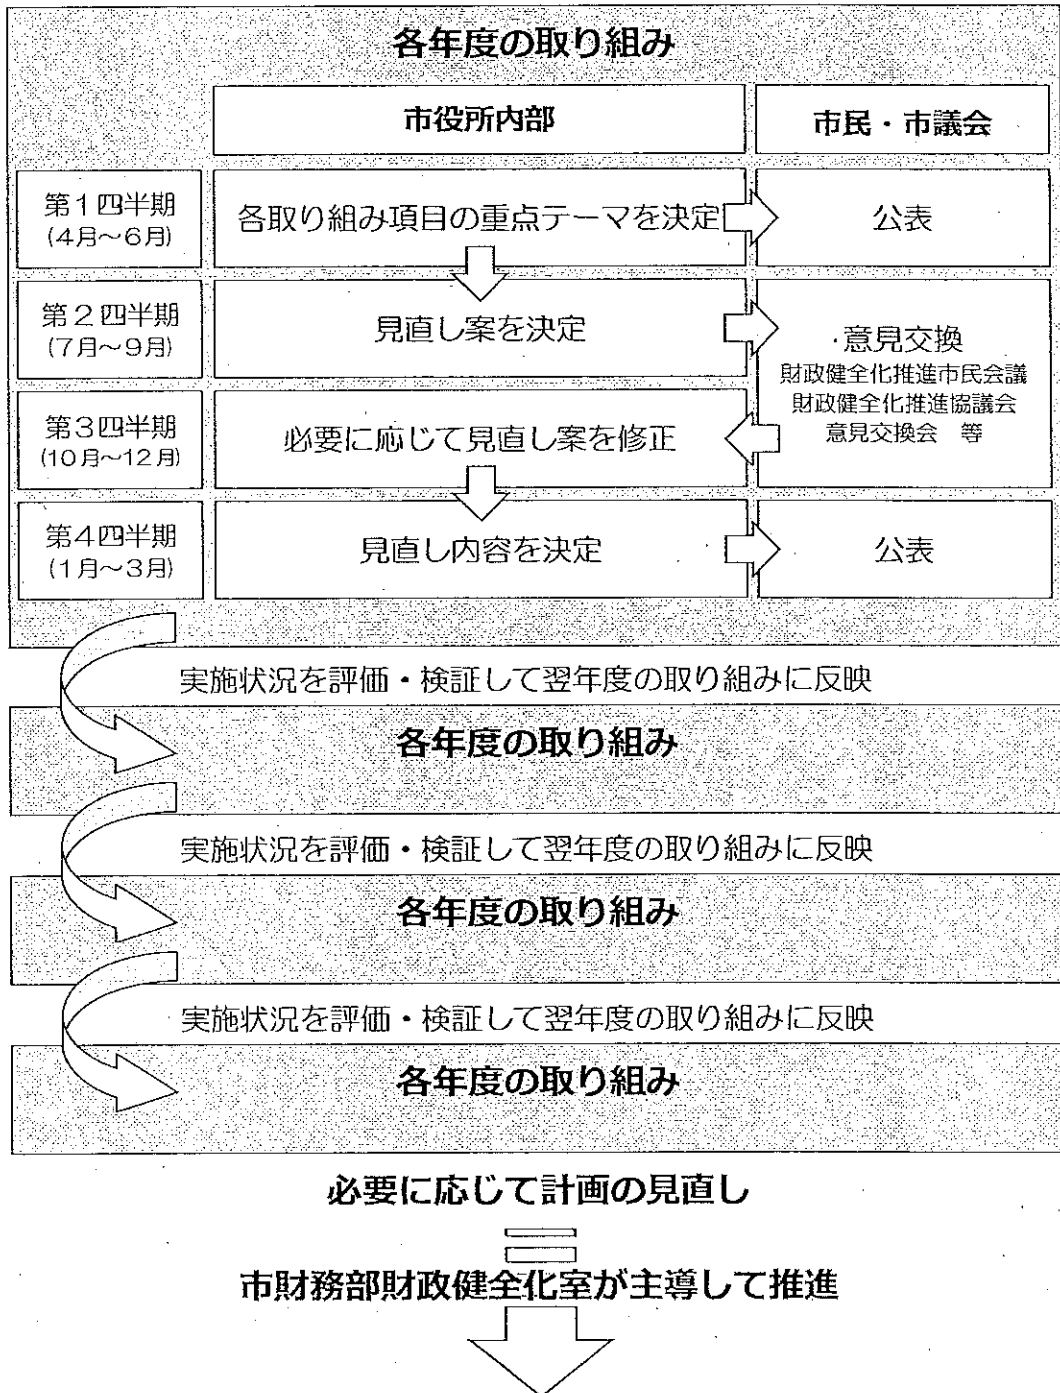 各年度の取り組み
市役所内部
市民・市議会
第1四半期
(4月～6月)
各取り組み項目の重点テーマを決定
公表
第2四半期
(7月～9月)
見直し案を決定
意見交換
財政健全化推進市民会議
財政健全化推進協議会
意見交換会 等
第3四半期
(10月～12月)
必要に応じて見直し案を修正
第4四半期
(1月～3月)
見直し内容を決定
公表
実施状況を評価・検証して翌年度の取り組みに反映
各年度の取り組み
実施状況を評価・検証して翌年度の取り組みに反映
各年度の取り組み
実施状況を評価・検証して翌年度の取り組みに反映
各年度の取り組み
必要に応じて計画の見直し
市財務部財政健全化室が主導して推進